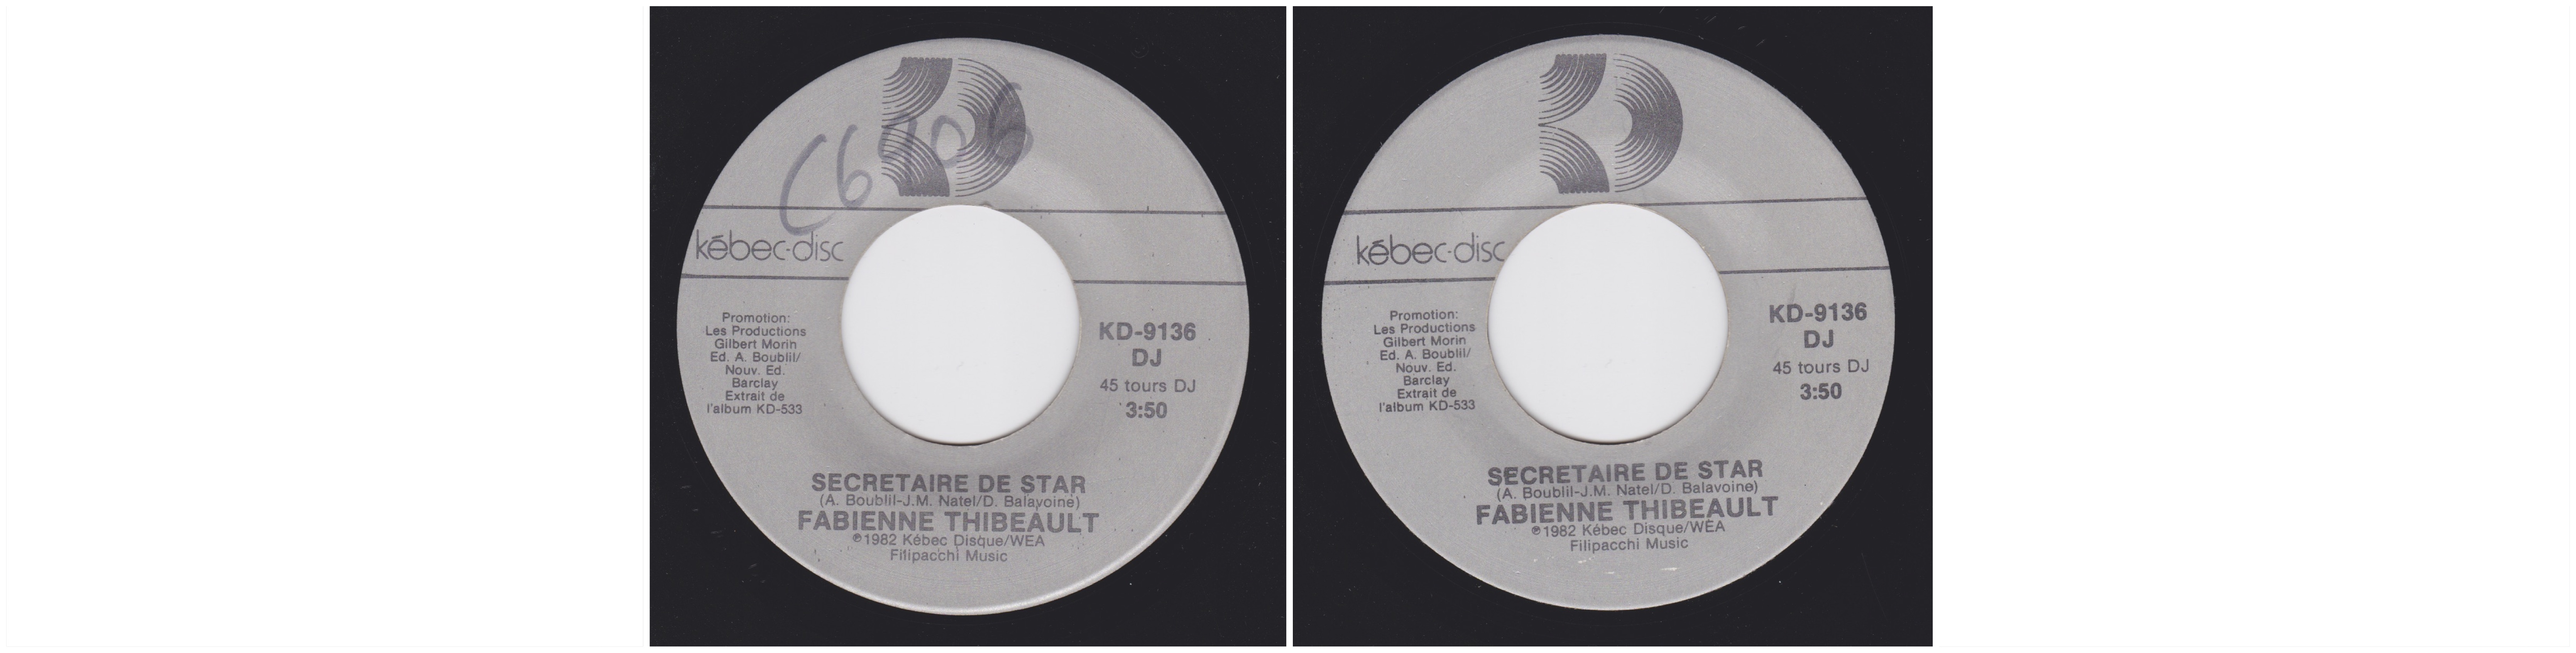 kébec-disc
Promotion:
Les Productions
Gilbert Morin
Ed. A. Boublil/
Nouv. Ed.
Barclay
Extrait de
l'album KD-533
KD-9136
DJ
45 tours DJ
3:50
SECRETAIRE DE STAR
(A. Boublil-J.M. Natel/D. Balavoine)
FABIENNE THIBEAULT
℗1982 Kébec Disque/WEA
Filipacchi Music
kébec-disc
Promotion:
Les Productions
Gilbert Morin
Ed. A. Boublil/
Nouv. Ed.
Barclay
Extrait de
l'album KD-533
KD-9136
DJ
45 tours DJ
3:50
SECRETAIRE DE STAR
(A. Boublil-J.M. Natel/D. Balavoine)
FABIENNE THIBEAULT
℗1982 Kébec Disque/WEA
Filipacchi Music